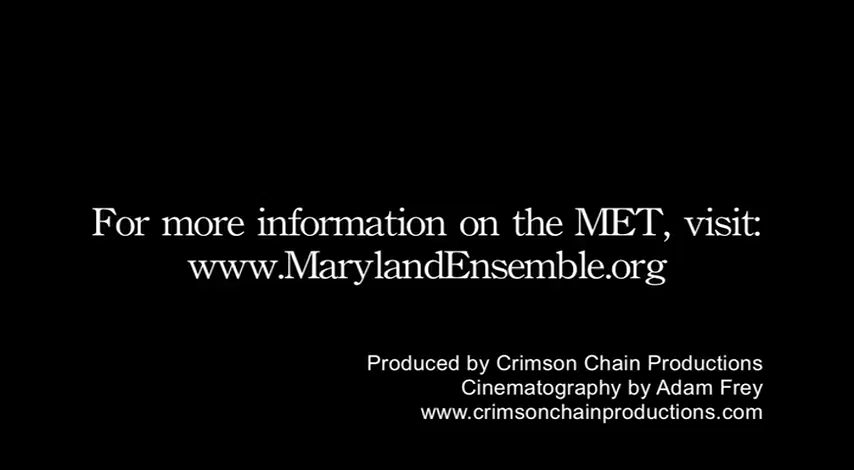 For more information on the MET, visit:
www.MarylandEnsemble.org
Produced by Crimson Chain Productions
Cinematography by Adam Frey
www.crimsonchainproductions.com